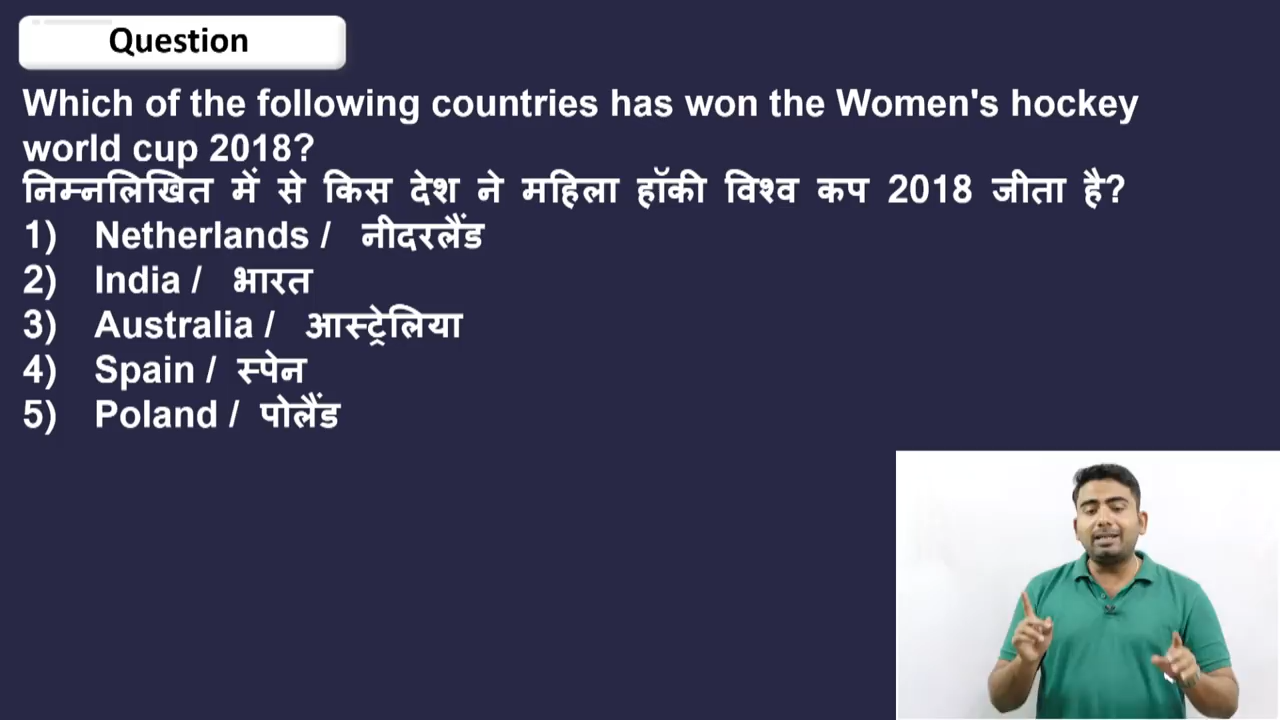 Question
Which of the following countries has won the Women's hockey
world cup 2018?
निम्नलिखित में से किस देश ने महिला हॉकी विश्व कप 2018 जीता है?
1) Netherlands / नीदरलैंड
2) India / भारत
3) Australia / आस्ट्रेलिया
4) Spain / स्पेन
5) Poland / पोलैंड